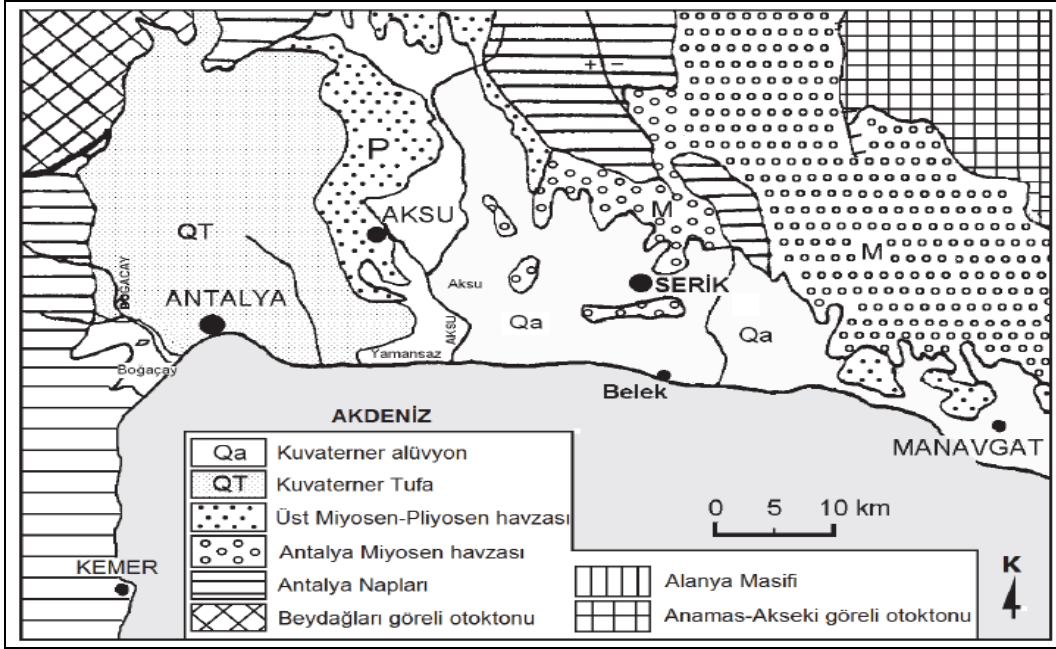 + −
P
M
AKSU
QT
M
Aksu
SERİK
BOĞAÇAY
ANTALYA
Qa
Qa
AKSU
Yamansaz
Boğaçay
Belek
AKDENİZ
MANAVGAT
Qa Kuvaterner alüvyon
QT Kuvaterner Tufa
Üst Miyosen-Pliyosen havzası
Antalya Miyosen havzası
Antalya Napları
Beydağları göreli otoktonu
0 5 10 km
KEMER
Alanya Masifi
Anamas-Akseki göreli otoktonu
K